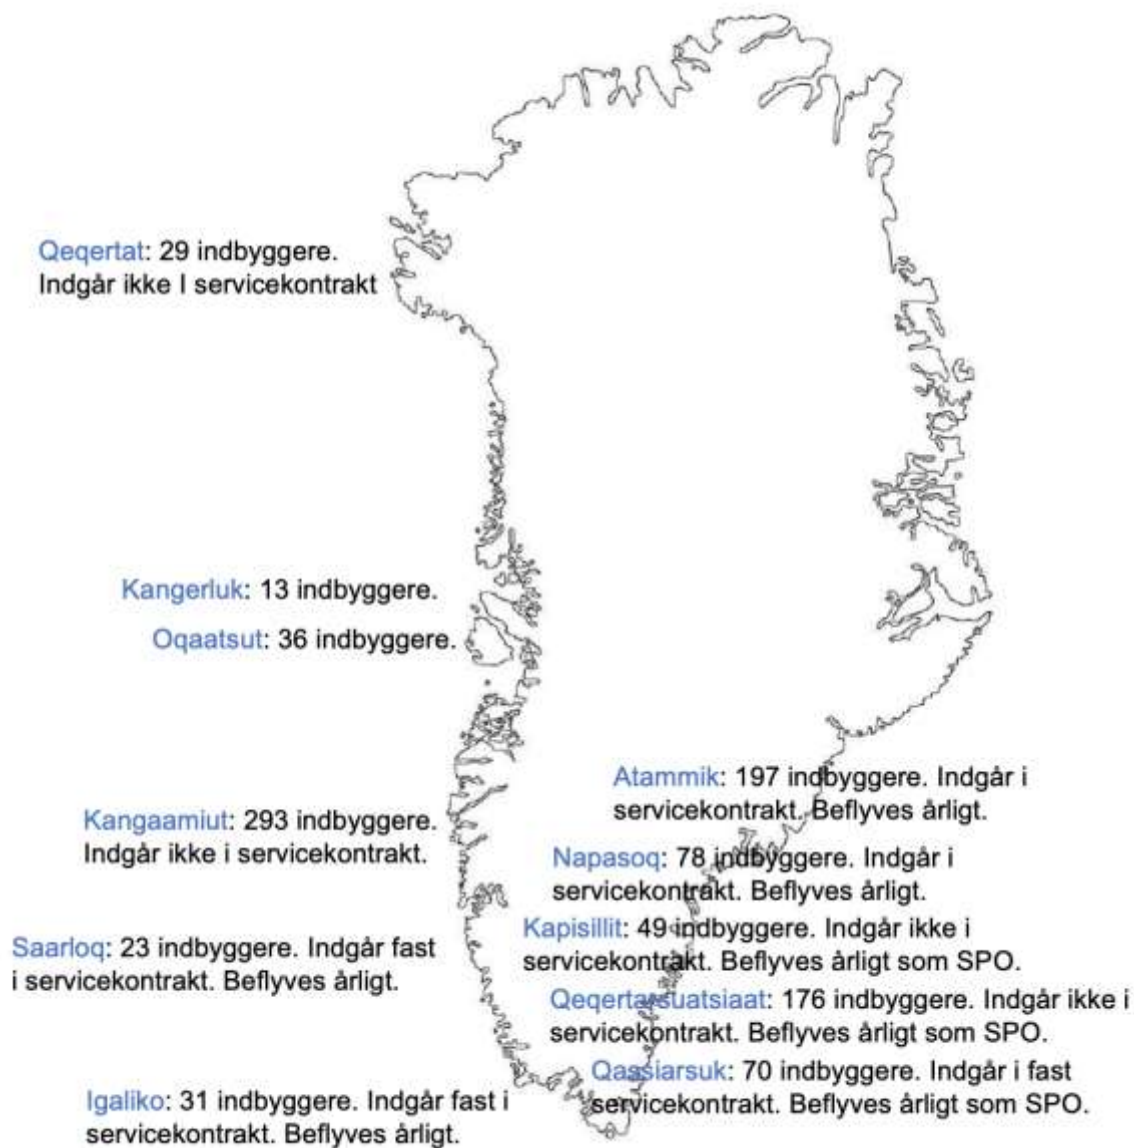 Qeqertat: 29 indbyggere.
Indgår ikke I servicekontrakt
Kangerluk: 13 indbyggere.
Oqaatsut: 36 indbyggere.
Kangaamiut: 293 indbyggere.
Indgår ikke i servicekontrakt.
Saarloq: 23 indbyggere. Indgår fast
i servicekontrakt. Beflyves årligt.
Igaliko: 31 indbyggere. Indgår fast i
servicekontrakt. Beflyves årligt.
Atammik: 197 indbyggere. Indgår i
servicekontrakt. Beflyves årligt.
Napasoq: 78 indbyggere. Indgår i
servicekontrakt. Beflyves årligt.
Kapisillit: 49 indbyggere. Indgår ikke i
servicekontrakt. Beflyves årligt som SPO.
Qeqertarsuatsiaat: 176 indbyggere. Indgår ikke i
servicekontrakt. Beflyves årligt som SPO.
Qassiarsuk: 70 indbyggere. Indgår i fast
servicekontrakt. Beflyves årligt som SPO.